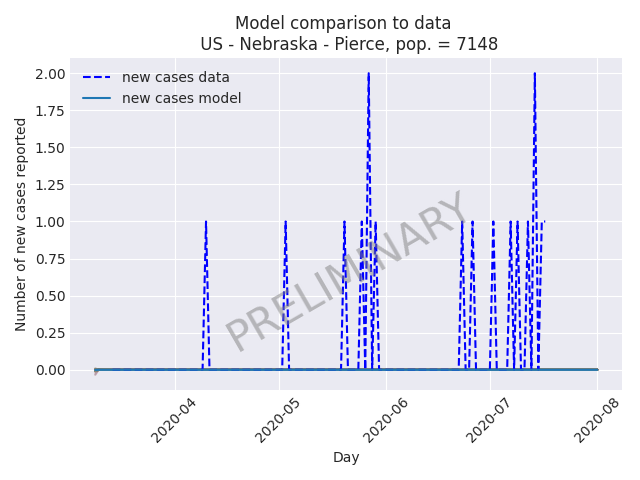 Model comparison to data
US - Nebraska - Pierce, pop. = 7148
new cases data
new cases model
2.00
1.75
1.50
1.25
1.00
0.75
0.50
0.25
0.00
Number of new cases reported
PRELIMINARY
2020-04
2020-05
2020-06
2020-07
2020-08
Day